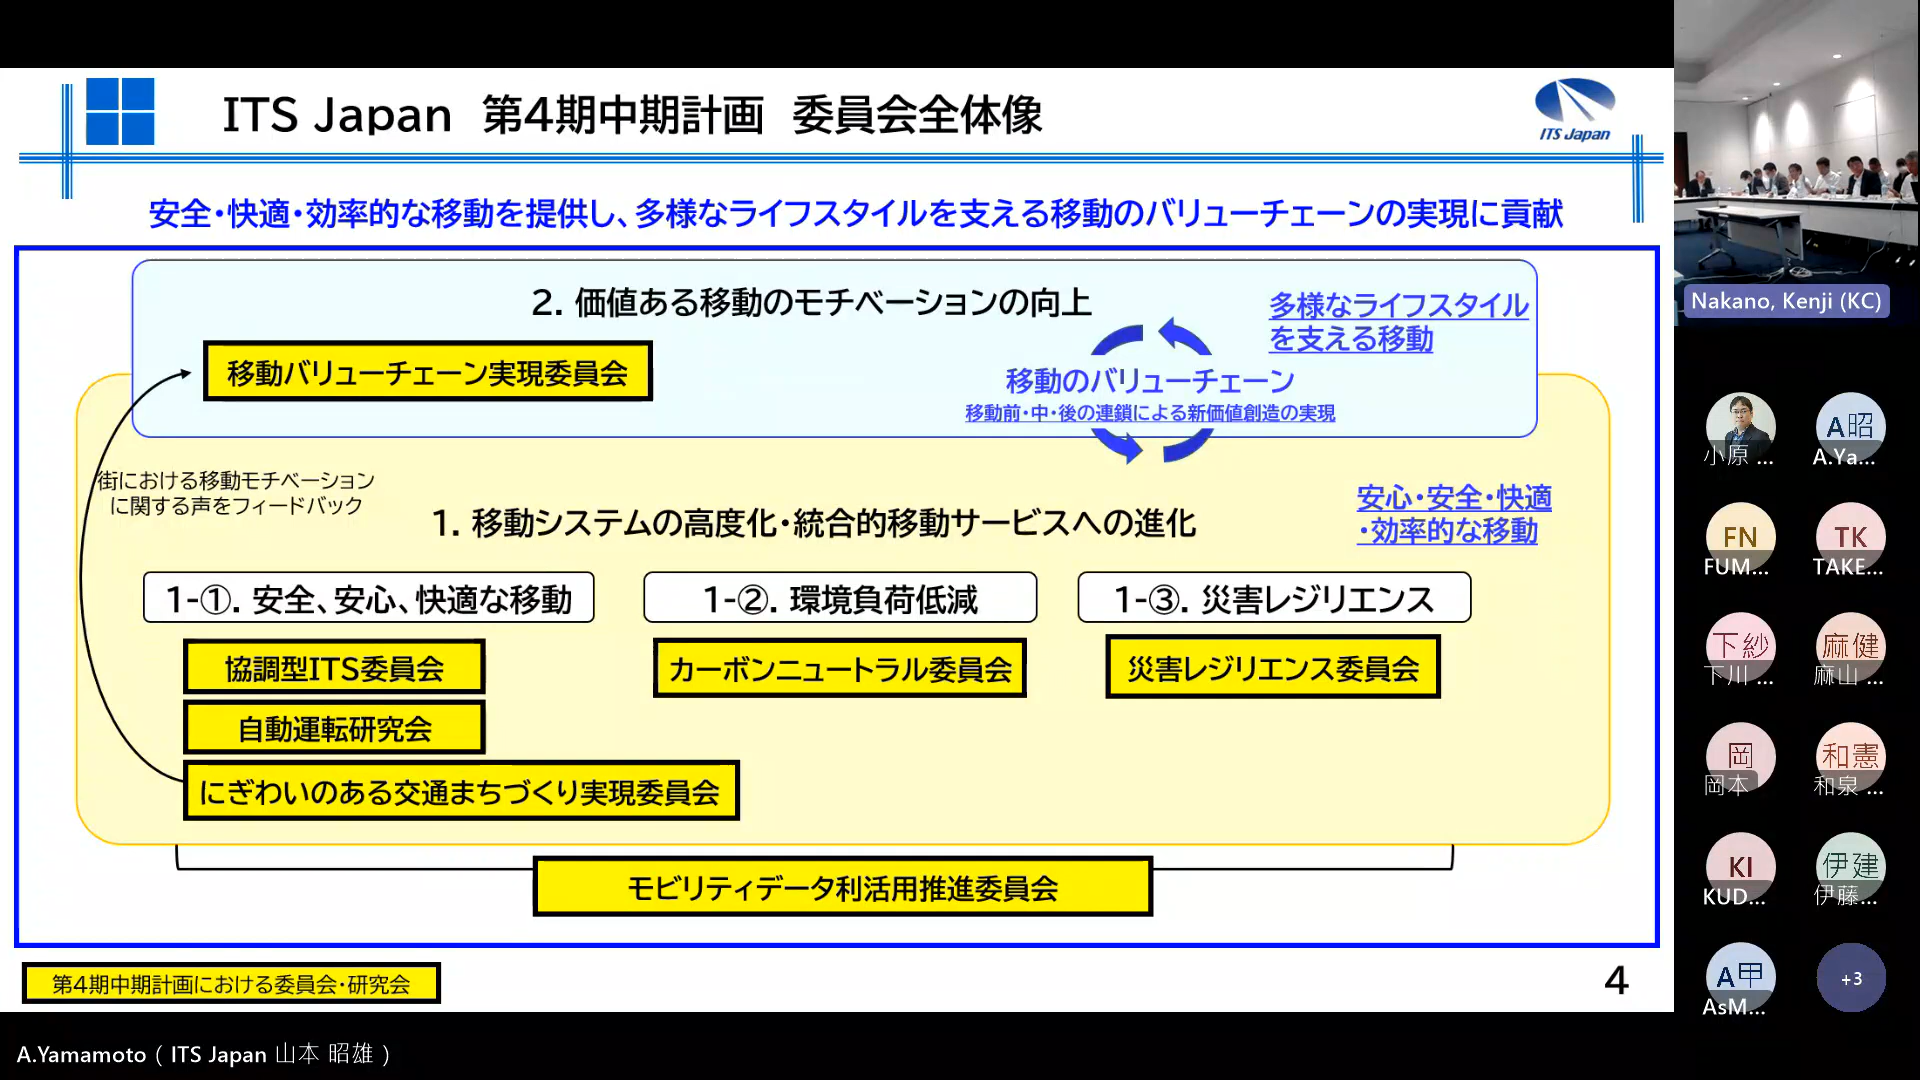 ITS Japan 第4期中期計画 委員会全体像
ITS Japan
安全・快適・効率的な移動を提供し、多様なライフスタイルを支える移動のバリューチェーンの実現に貢献
2. 価値ある移動のモチベーションの向上
多様なライフスタイル
を支える移動
移動バリューチェーン実現委員会
移動のバリューチェーン
移動前・中・後の連鎖による新価値創造の実現
街における移動モチベーション
に関する声をフィードバック
1. 移動システムの高度化・統合的移動サービスへの進化
安心・安全・快適
・効率的な移動
1-①. 安全、安心、快適な移動
1-②. 環境負荷低減
1-③. 災害レジリエンス
協調型ITS委員会
カーボンニュートラル委員会
災害レジリエンス委員会
自動運転研究会
にぎわいのある交通まちづくり実現委員会
モビリティデータ利活用推進委員会
第4期中期計画における委員会・研究会
4
A.Yamamoto ( ITS Japan 山本 昭雄 )
Nakano, Kenji (KC)
小原 ...
A昭
A.Ya...
FN
FUM...
TK
TAKE...
下紗
下川 ...
麻健
麻山 ...
岡
岡本
和憲
和泉 ...
KI
KUD...
伊建
伊藤...
A甲
AsM...
+3